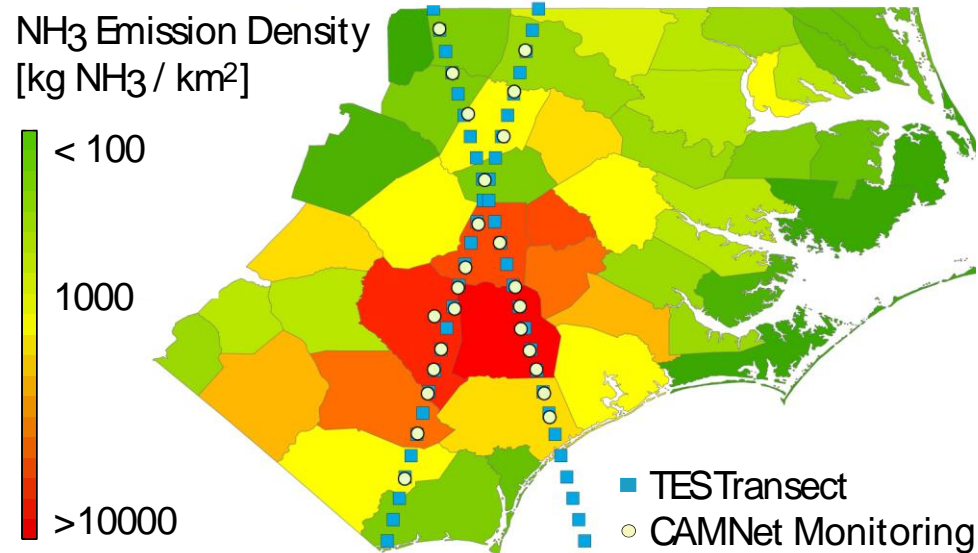 NH3 Emission Density
[kg NH3 / km2]
< 100
1000
>10000
TES Transect
CAMNet Monitoring